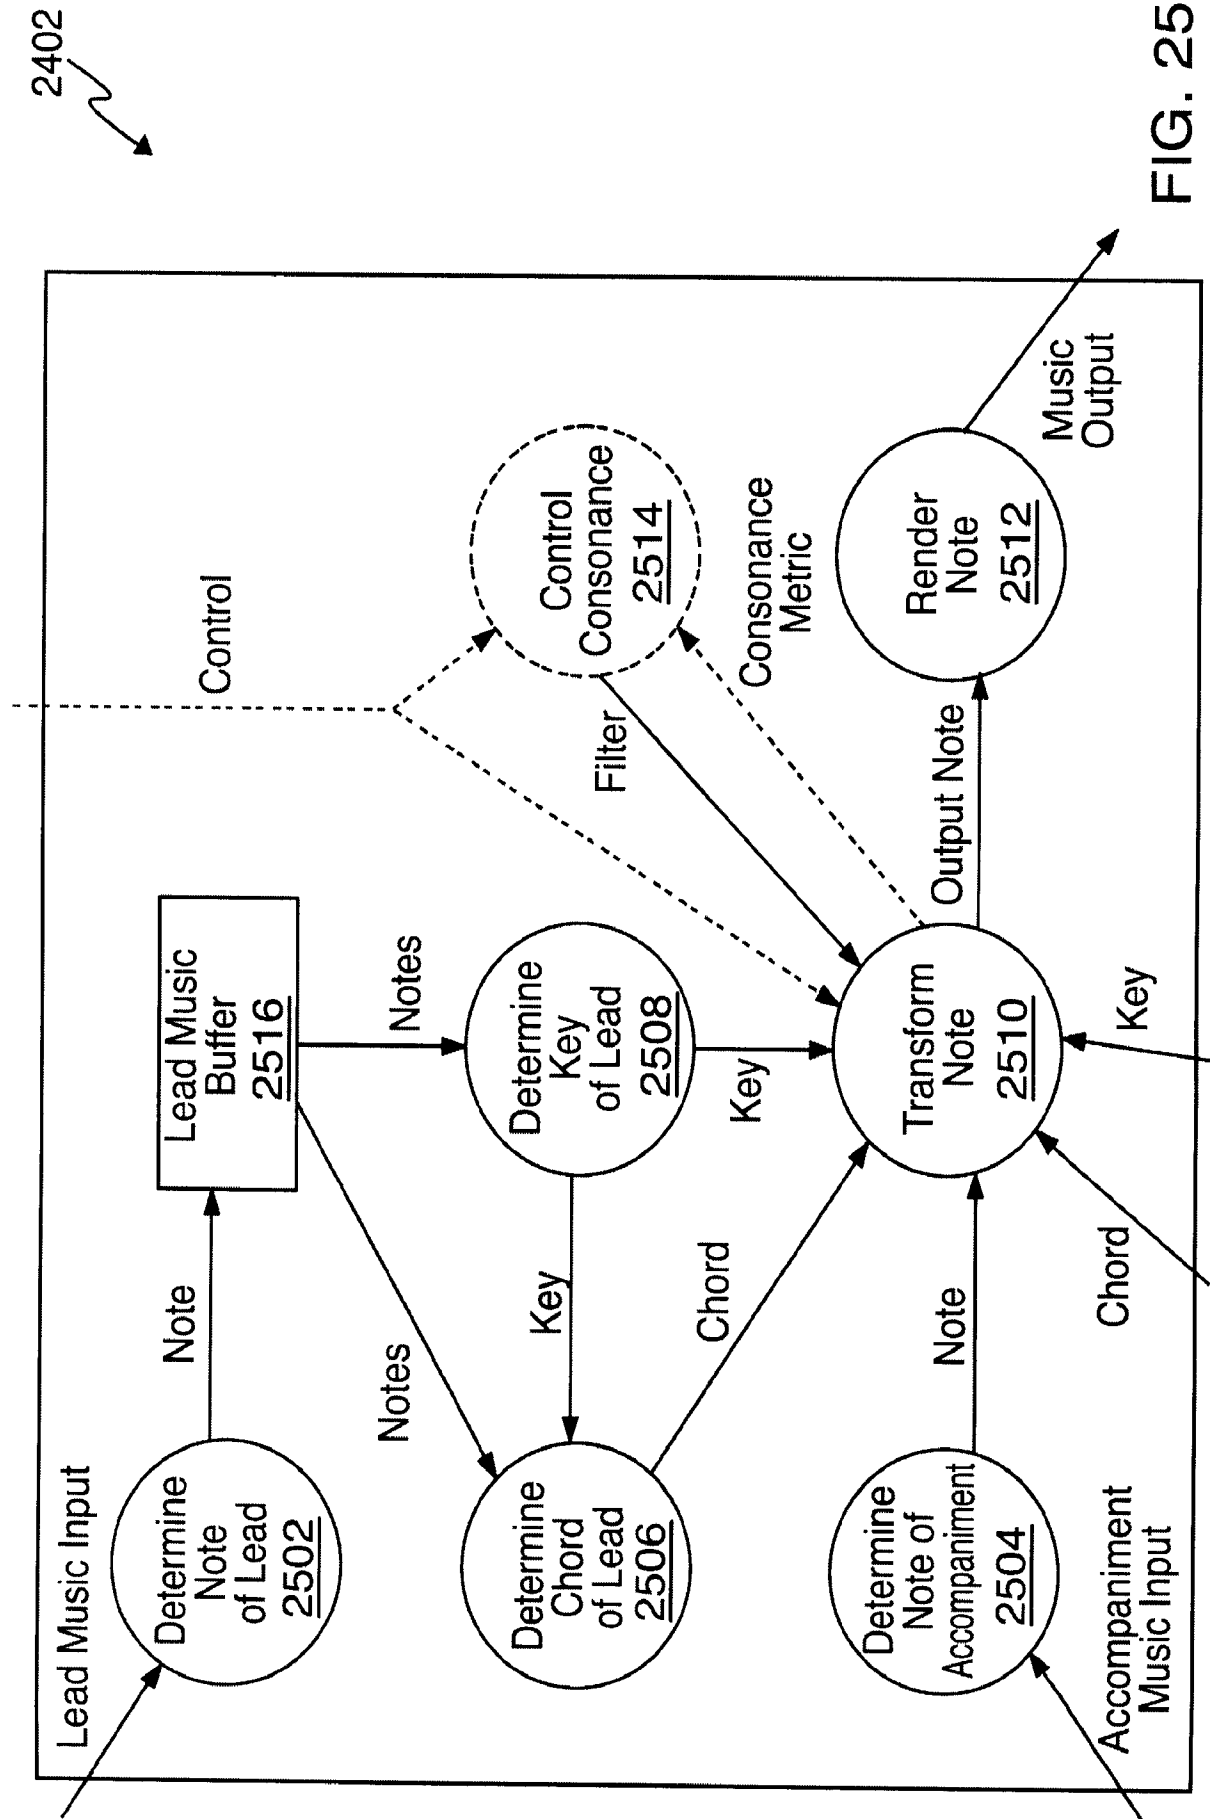 2402
Lead Music Input
Determine
Note
of Lead
2502
Note
Lead Music
Buffer
2516
Control
Notes
Notes
Determine
Chord
of Lead
2506
Key
Determine
Key
of Lead
2508
Control
Consonance
2514
Filter
Chord
Key
Consonance
Metric
Determine
Note of
Accompaniment
2504
Note
Transform
Note
2510
Output Note
Render
Note
2512
Music
Output
Accompaniment
Music Input
Chord
Key
FIG. 25